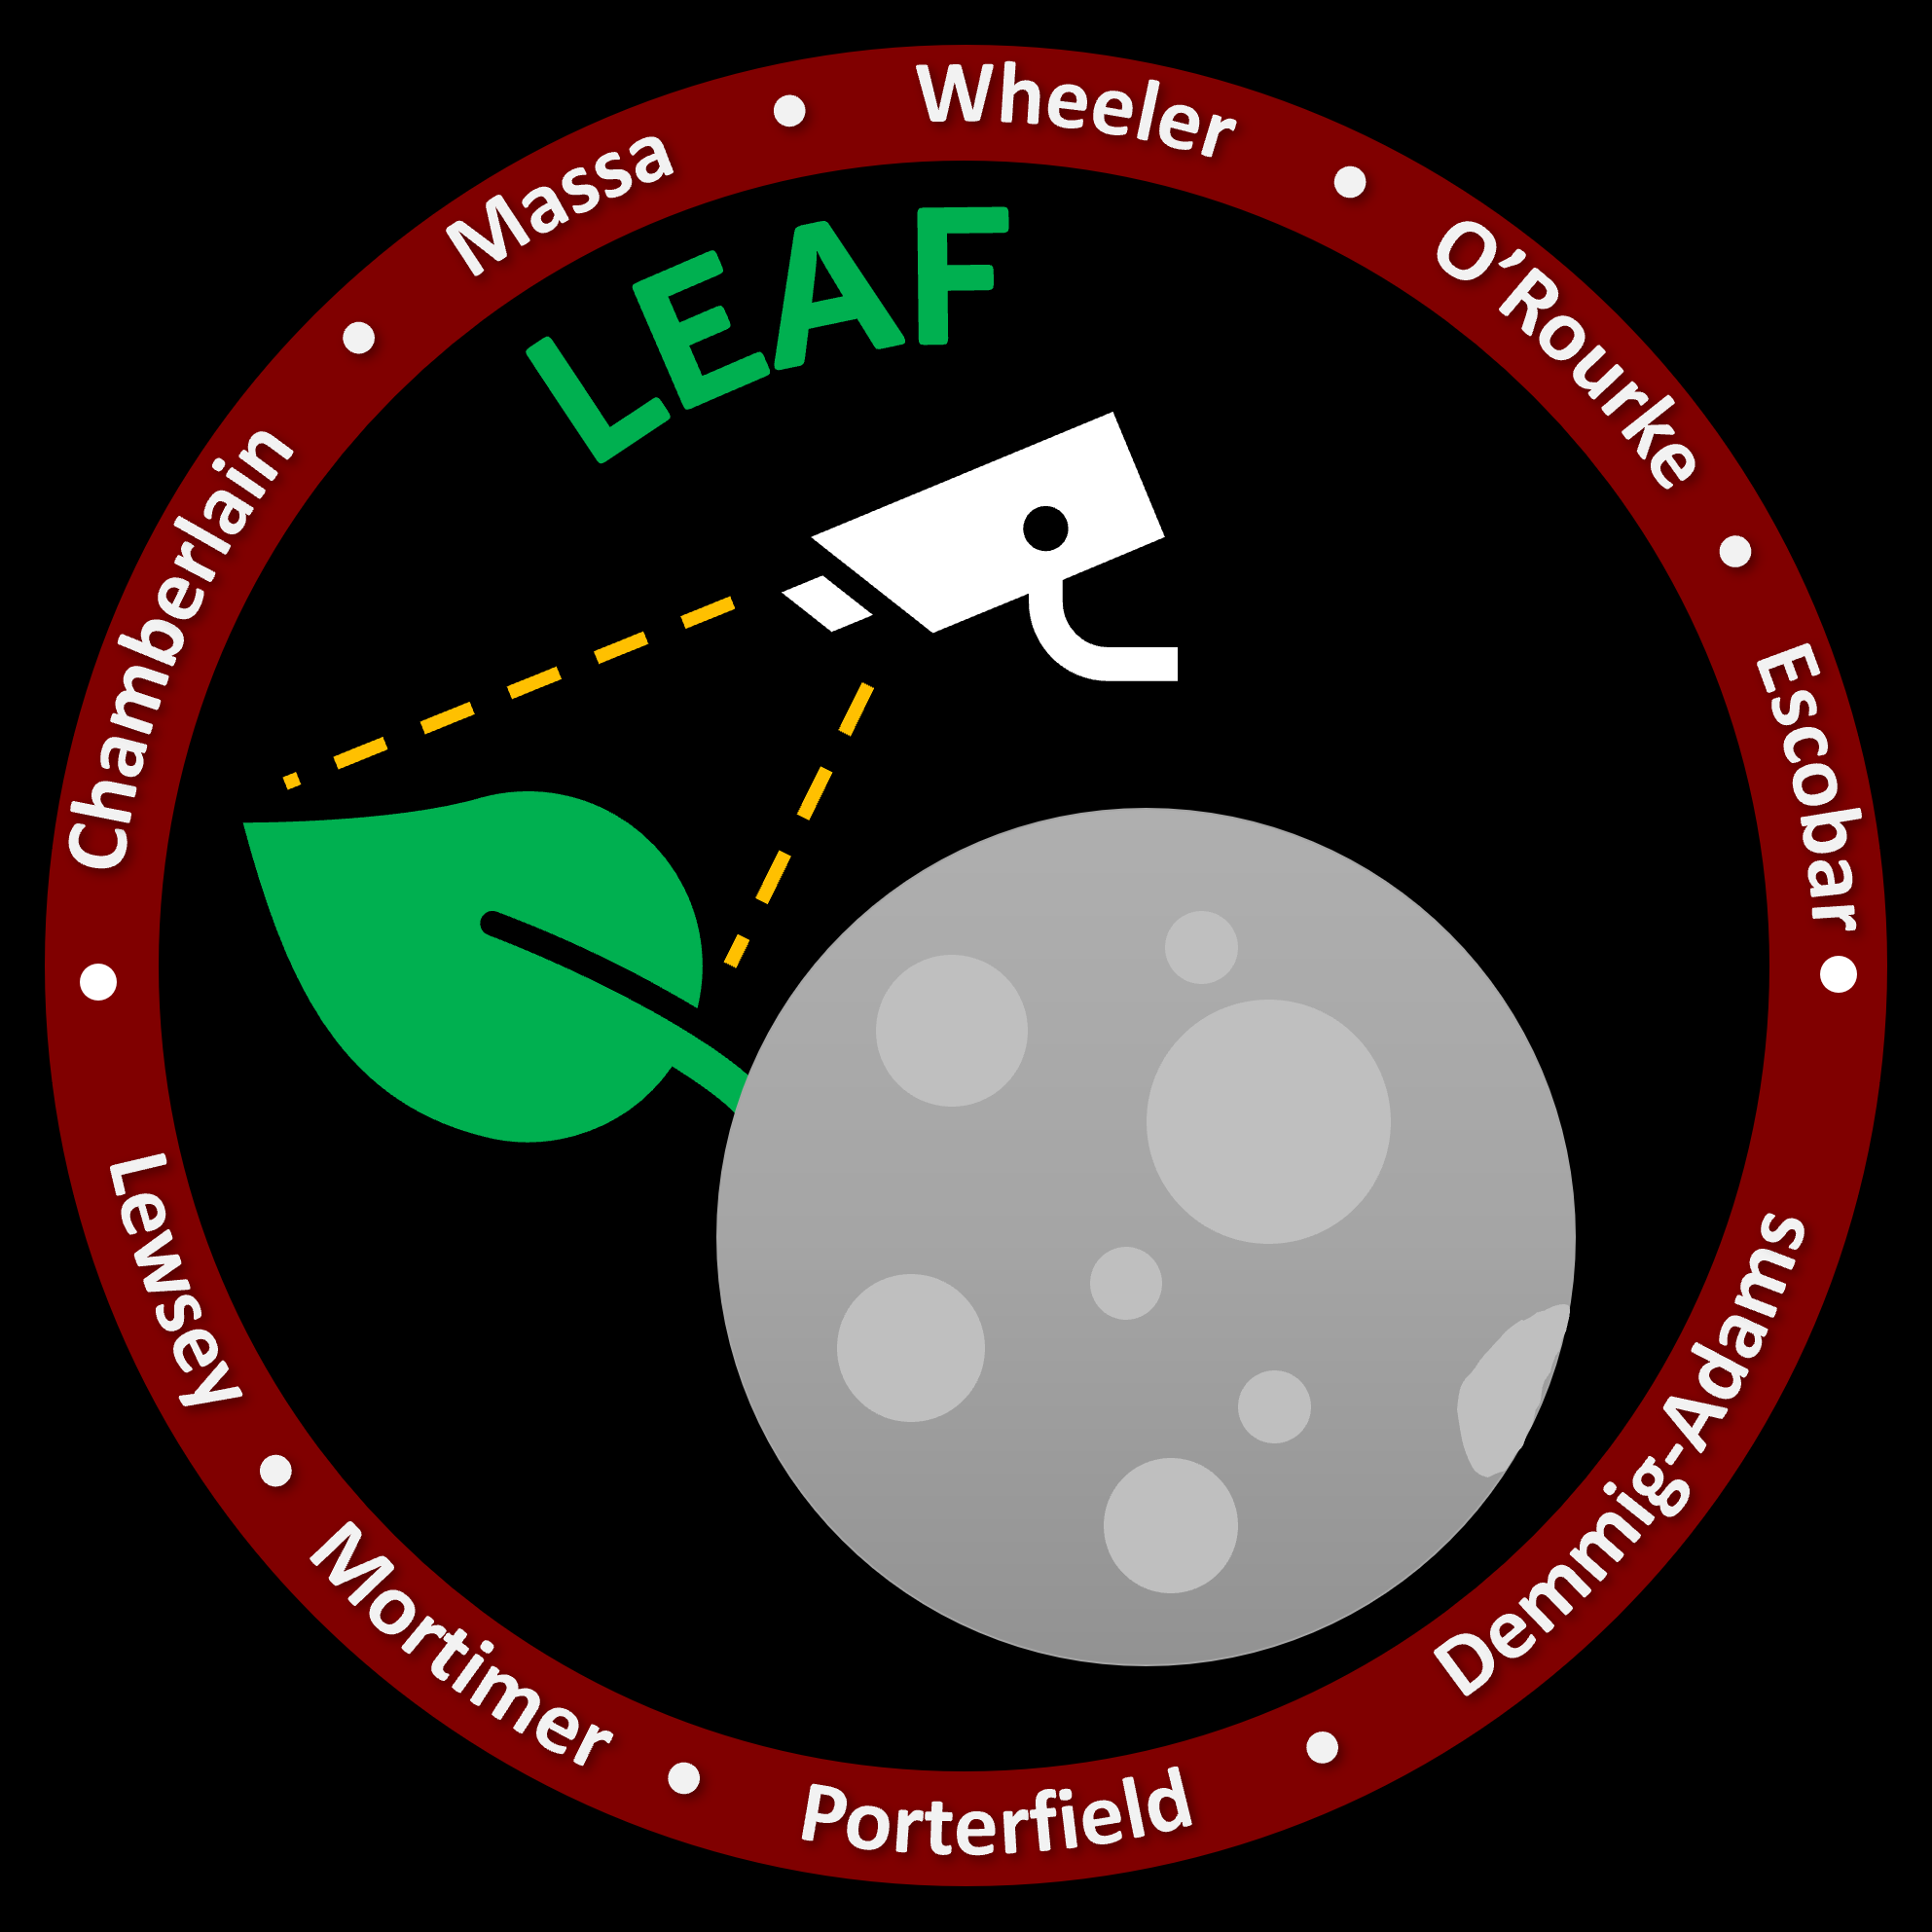 Chamberlain • Massa • Wheeler • O'Rourke • Escobar
LEAF
• Lewsey • Mortimer • Porterfield • Demmig-Adams •